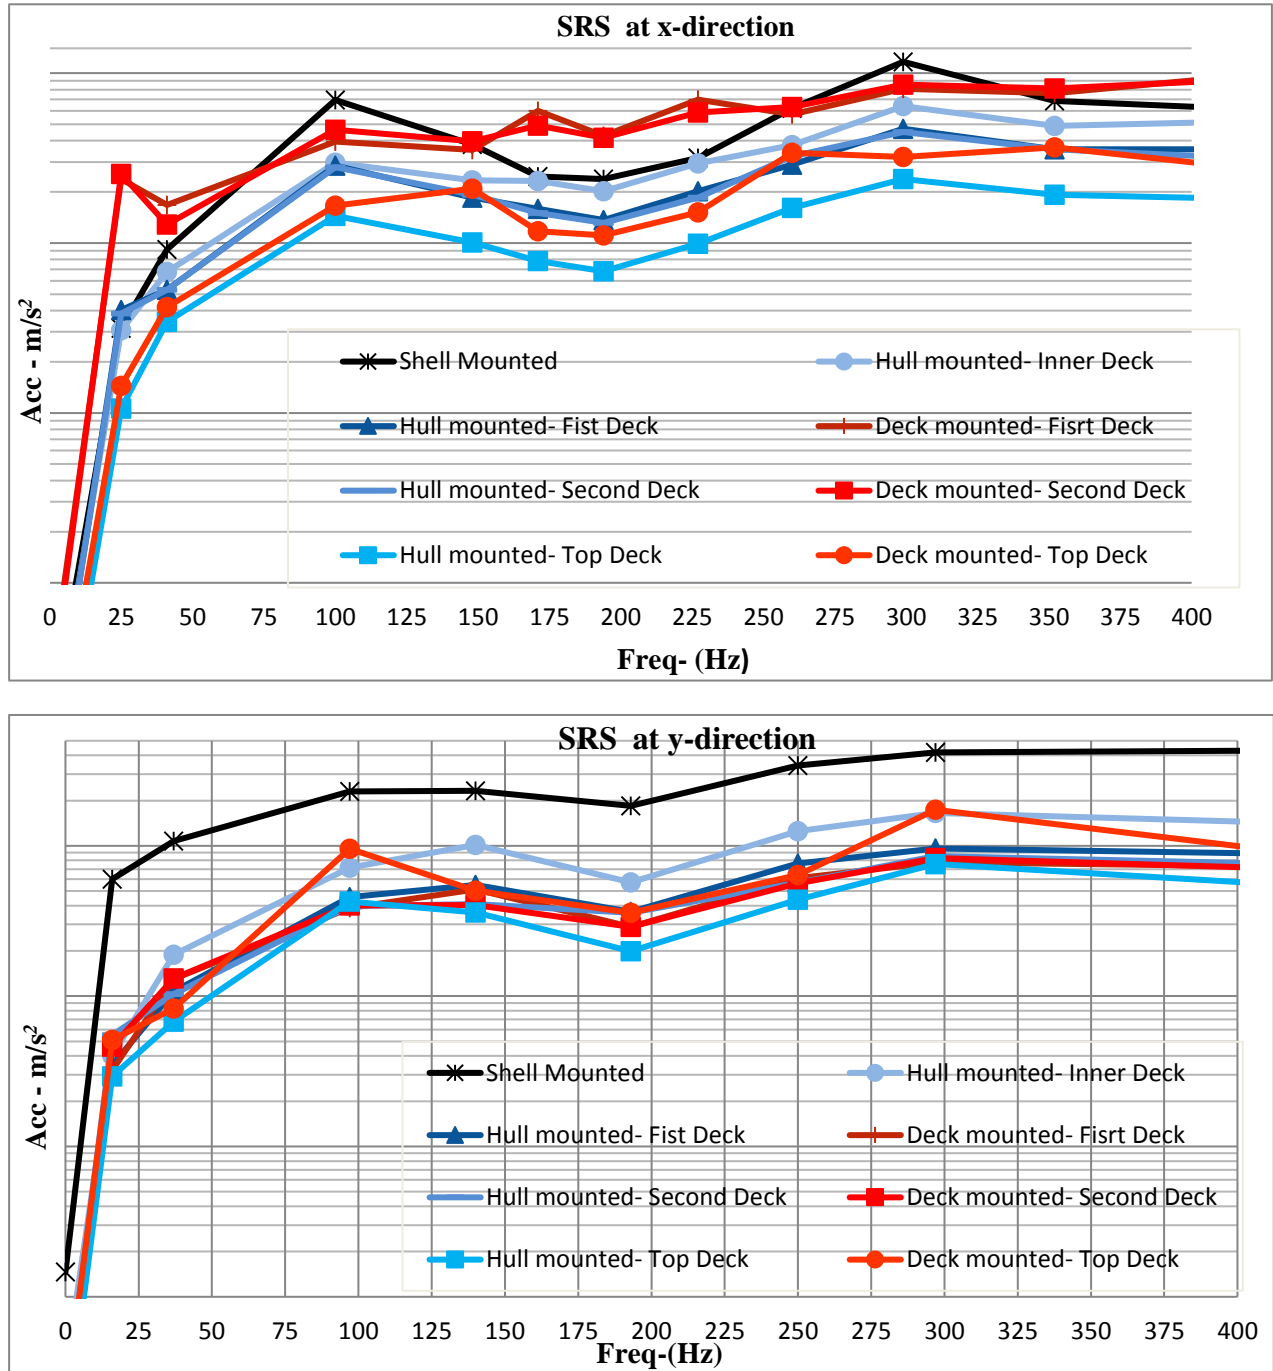 SRS at x-direction
Acc - m/s²
Shell Mounted
Hull mounted- Inner Deck
Hull mounted- Fist Deck
Deck mounted- Fisrt Deck
Hull mounted- Second Deck
Deck mounted- Second Deck
Hull mounted- Top Deck
Deck mounted- Top Deck
0 25 50 75 100 125 150 175 200 225 250 275 300 325 350 375 400
Freq- (Hz)
SRS at y-direction
Acc - m/s²
Shell Mounted
Hull mounted- Inner Deck
Hull mounted- Fist Deck
Deck mounted- Fisrt Deck
Hull mounted- Second Deck
Deck mounted- Second Deck
Hull mounted- Top Deck
Deck mounted- Top Deck
0 25 50 75 100 125 150 175 200 225 250 275 300 325 350 375 400
Freq-(Hz)